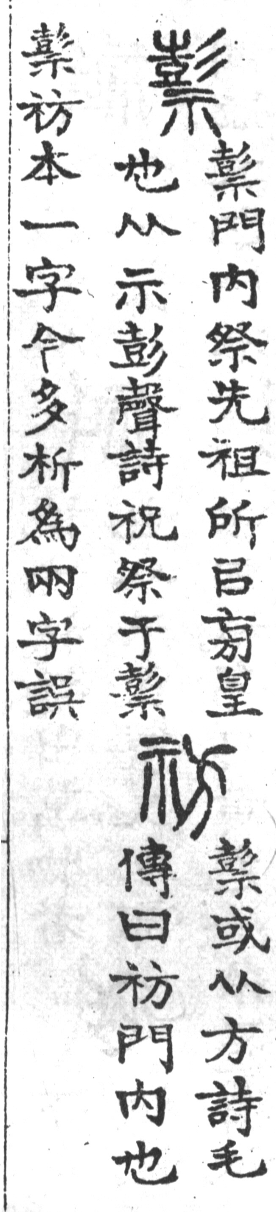 𥛱
𥛱門内祭先祖所㠯㝑皇
也从示彭聲詩祝祭于𥛱
祊
𥛱或从方詩毛
傳曰祊門内也
𥛱祊本一字今多析為兩字誤